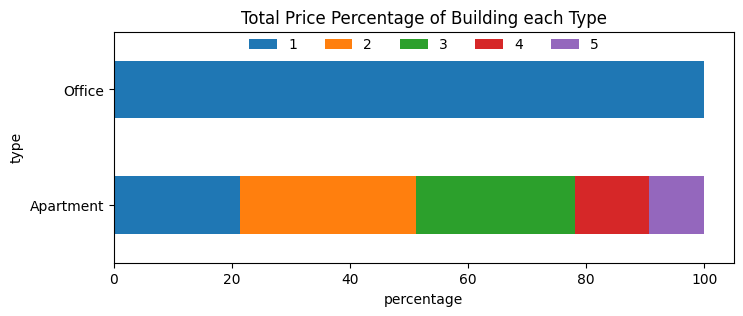 Total Price Percentage of Building each Type
1 2 3 4 5
Office
Apartment
type
0 20 40 60 80 100
percentage